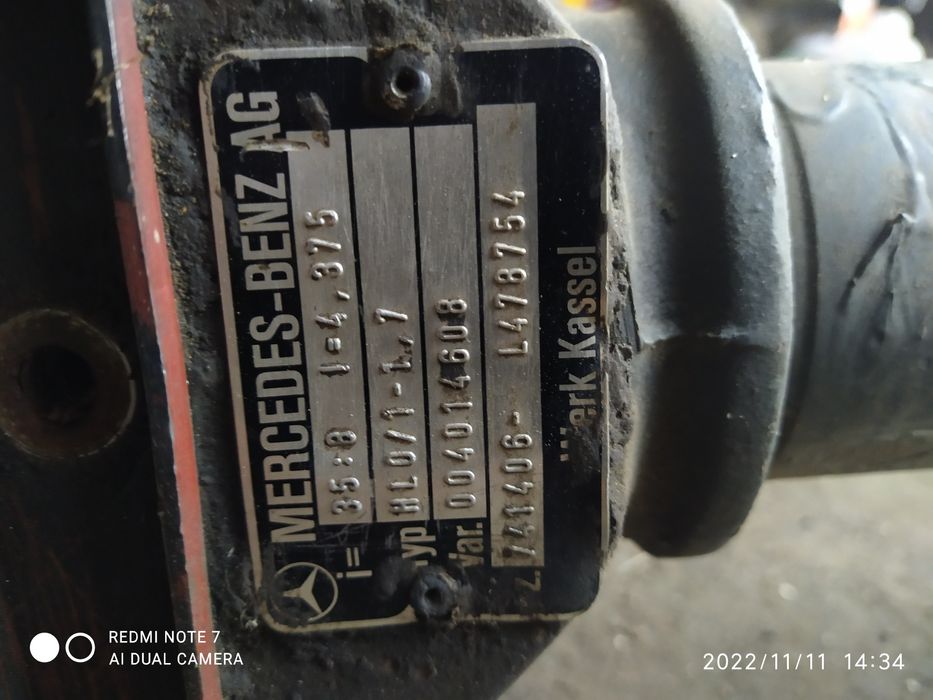 MERCEDES-BENZ AG
i= 35:8 U=4,375
Typ HL0/1-1.7
Var. 004014608
Z. 741406- L478754
Werk Kassel
REDMI NOTE 7
AI DUAL CAMERA
2022/11/11 14:34